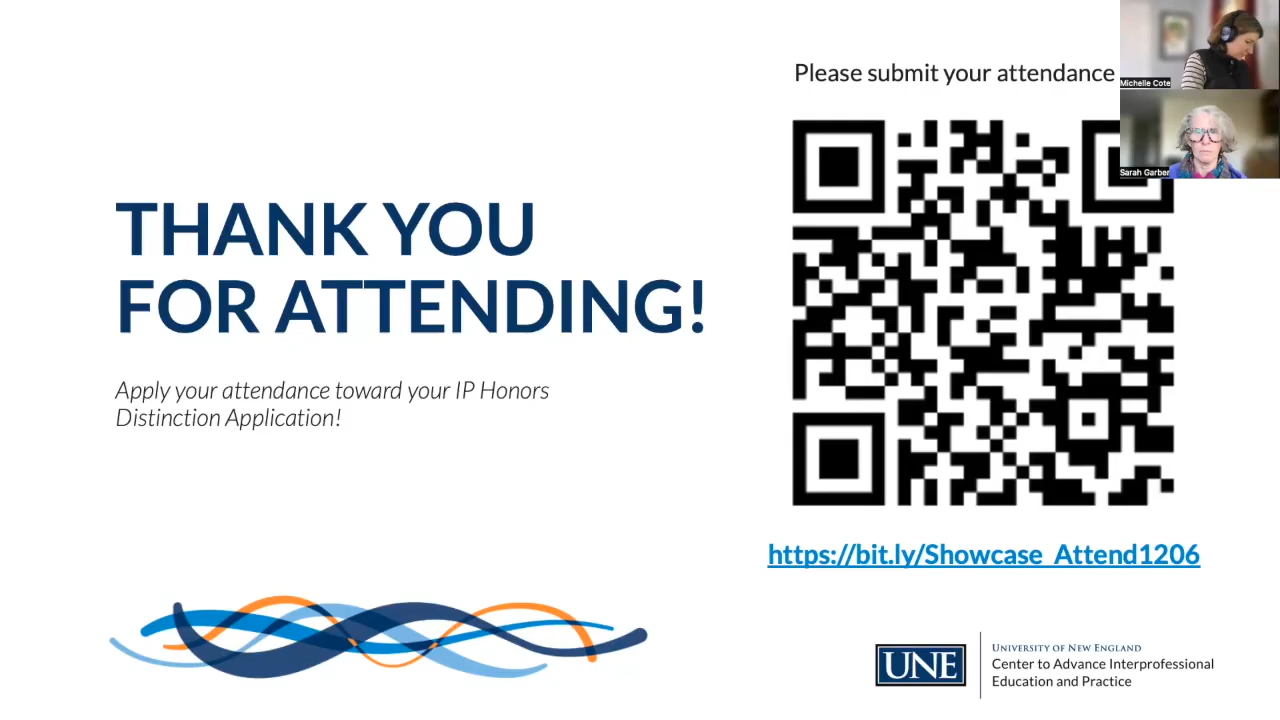 Please submit your attendance
Michelle Cote
Sarah Garber
THANK YOU
FOR ATTENDING!
Apply your attendance toward your IP Honors
Distinction Application!
https://bit.ly/Showcase_Attend1206
UNE
UNIVERSITY OF NEW ENGLAND
Center to Advance Interprofessional
Education and Practice